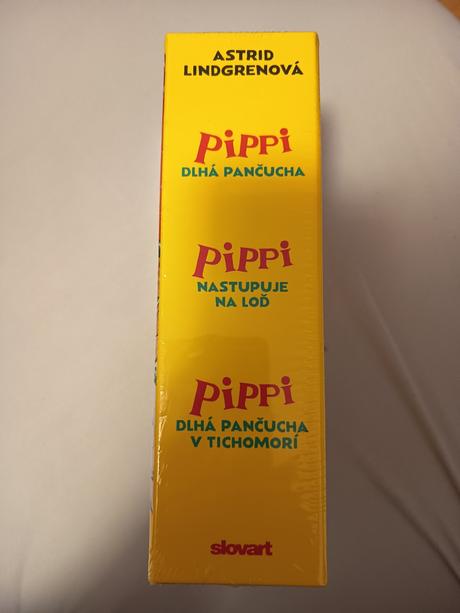 ASTRID
LINDGRENOVÁ
PiPPi
DLHÁ PANČUCHA
PiPPi
NASTUPUJE
NA LOĎ
PiPPi
DLHÁ PANČUCHA
V TICHOMORÍ
slovart